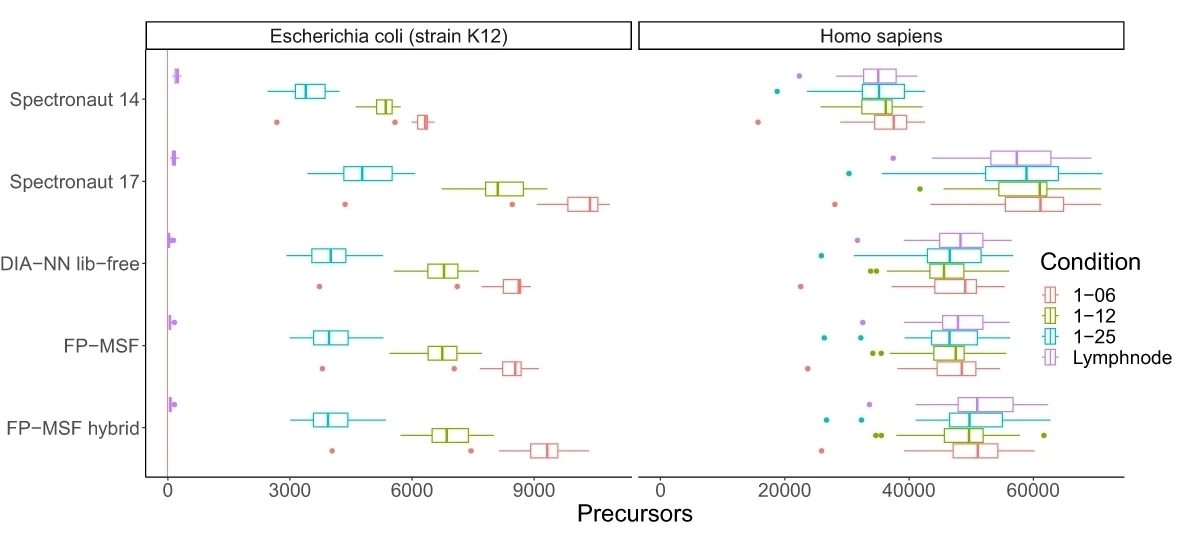 Escherichia coli (strain K12)
Homo sapiens
Spectronaut 14
Spectronaut 17
DIA−NN lib−free
FP−MSF
FP−MSF hybrid
Condition
1−06
1−12
1−25
Lymphnode
0 3000 6000 9000
0 20000 40000 60000
Precursors